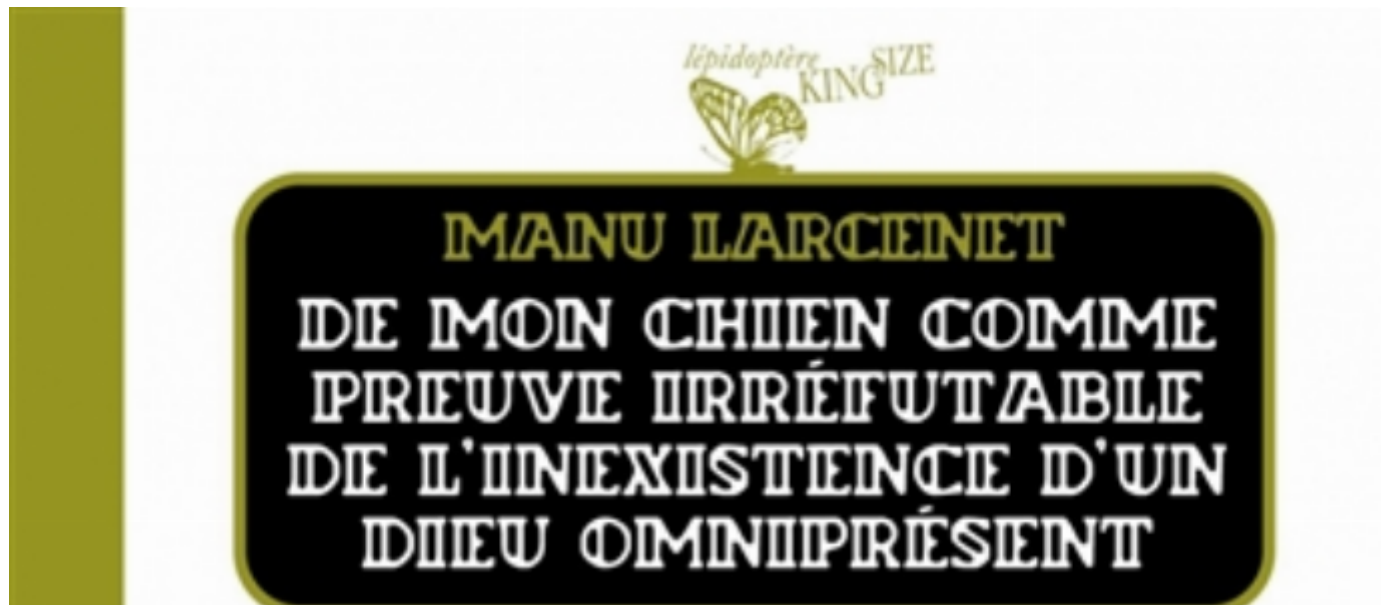 lépidoptère
KING SIZE
MANU LARCENET
DE MON CHIEN COMME
PREUVE IRRÉFUTABLE
DE L'INEXISTENCE D'UN
DIEU OMNIPRÉSENT